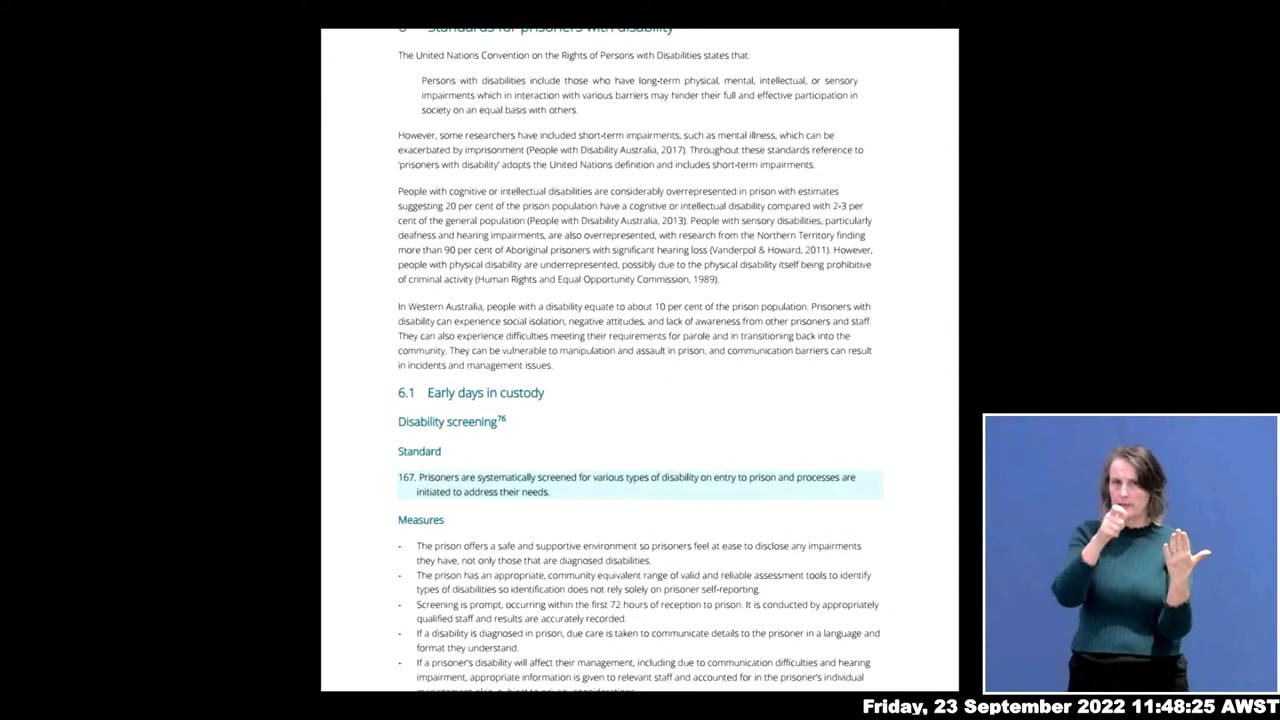 6 Standards for prisoners with disability
The United Nations Convention on the Rights of Persons with Disabilities states that:
Persons with disabilities include those who have long-term physical, mental, intellectual, or sensory
impairments which in interaction with various barriers may hinder their full and effective participation in
society on an equal basis with others.
However, some researchers have included short-term impairments, such as mental illness, which can be
exacerbated by imprisonment (People with Disability Australia, 2017). Throughout these standards reference to
'prisoners with disability' adopts the United Nations definition and includes short-term impairments.
People with cognitive or intellectual disabilities are considerably overrepresented in prison with estimates
suggesting 20 per cent of the prison population have a cognitive or intellectual disability compared with 2-3 per
cent of the general population (People with Disability Australia, 2013). People with sensory disabilities, particularly
deafness and hearing impairments, are also overrepresented, with research from the Northern Territory finding
more than 90 per cent of Aboriginal prisoners with significant hearing loss (Vanderpol & Howard, 2011). However,
people with physical disability are underrepresented, possibly due to the physical disability itself being prohibitive
of criminal activity (Human Rights and Equal Opportunity Commission, 1989).
In Western Australia, people with a disability equate to about 10 per cent of the prison population. Prisoners with
disability can experience social isolation, negative attitudes, and lack of awareness from other prisoners and staff.
They can also experience difficulties meeting their requirements for parole and in transitioning back into the
community. They can be vulnerable to manipulation and assault in prison, and communication barriers can result
in incidents and management issues.
6.1 Early days in custody
Disability screening76
Standard
167. Prisoners are systematically screened for various types of disability on entry to prison and processes are
initiated to address their needs.
Measures
- The prison offers a safe and supportive environment so prisoners feel at ease to disclose any impairments
they have, not only those that are diagnosed disabilities.
- The prison has an appropriate, community equivalent range of valid and reliable assessment tools to identify
types of disabilities so identification does not rely solely on prisoner self-reporting.
- Screening is prompt, occurring within the first 72 hours of reception to prison. It is conducted by appropriately
qualified staff and results are accurately recorded.
- If a disability is diagnosed in prison, due care is taken to communicate details to the prisoner in a language and
format they understand.
- If a prisoner's disability will affect their management, including due to communication difficulties and hearing
impairment, appropriate information is given to relevant staff and accounted for in the prisoner's individual
management plan, subject to privacy considerations.
Friday, 23 September 2022 11:48:25 AWST